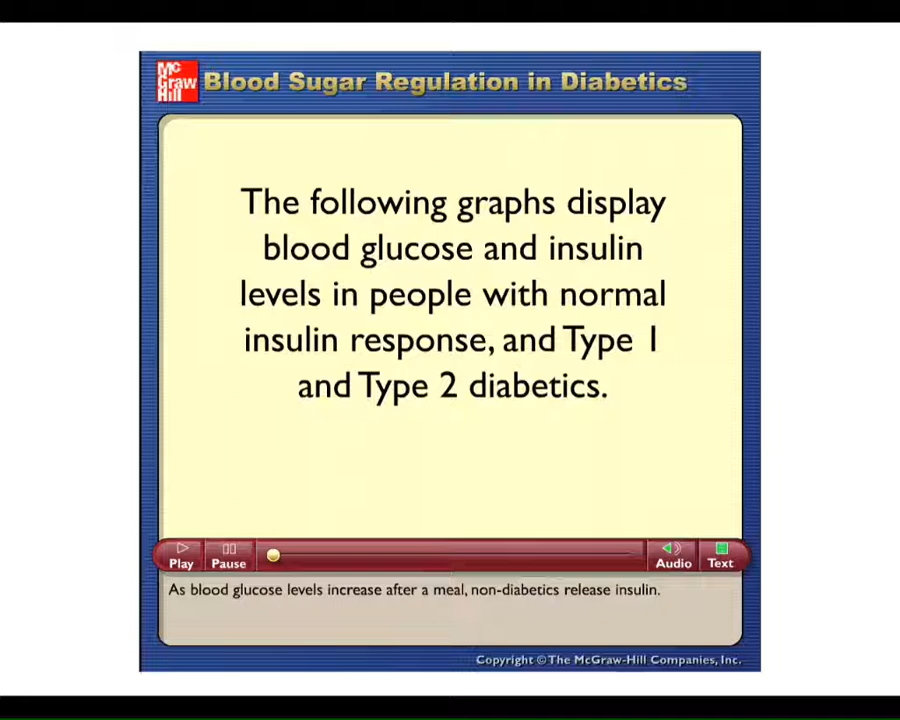 Mc
Graw
Hill
Blood Sugar Regulation in Diabetics
The following graphs display
blood glucose and insulin
levels in people with normal
insulin response, and Type 1
and Type 2 diabetics.
Play
Pause
Audio
Text
As blood glucose levels increase after a meal, non-diabetics release insulin.
Copyright © The McGraw-Hill Companies, Inc.